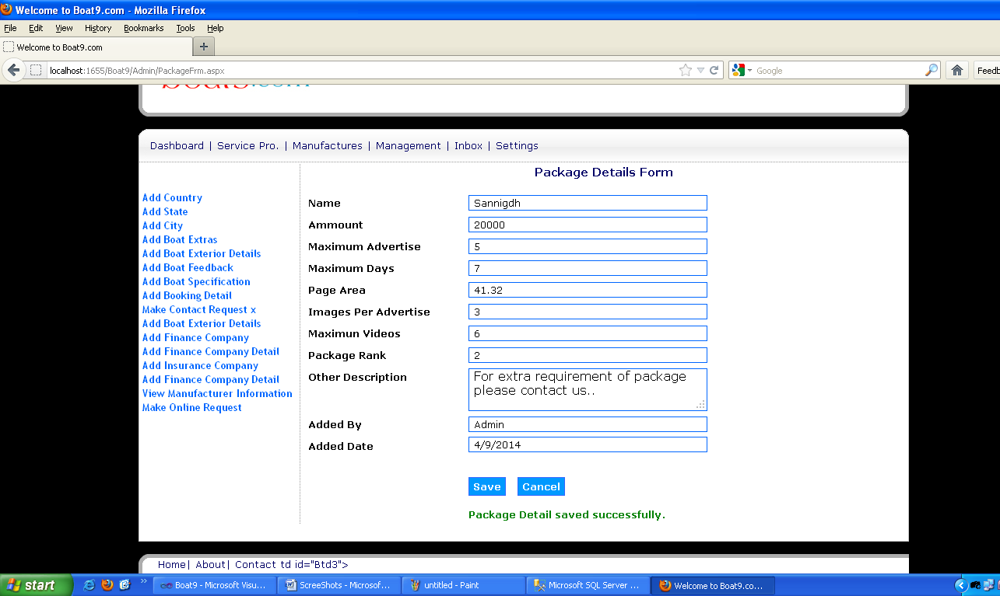 Welcome to Boat9.com - Mozilla Firefox
File Edit View History Bookmarks Tools Help
Welcome to Boat9.com +
localhost:1655/Boat9/Admin/PackageFrm.aspx Google Feedb
Dashboard | Service Pro. | Manufactures | Management | Inbox | Settings
Package Details Form
Add Country
Add State
Add City
Add Boat Extras
Add Boat Exterior Details
Add Boat Feedback
Add Boat Specification
Add Booking Detail
Make Contact Request x
Add Boat Exterior Details
Add Finance Company
Add Finance Company Detail
Add Insurance Company
Add Finance Company Detail
View Manufacturer Information
Make Online Request
Name Sannigdh
Ammount 20000
Maximum Advertise 5
Maximum Days 7
Page Area 41.32
Images Per Advertise 3
Maximun Videos 6
Package Rank 2
Other Description For extra requirement of package
please contact us..
Added By Admin
Added Date 4/9/2014
Save Cancel
Package Detail saved successfully.
Home| About| Contact td id="Btd3">
start Boat9 - Microsoft Visu... ScreeShots - Microsof... untitled - Paint Microsoft SQL Server ... Welcome to Boat9.co...